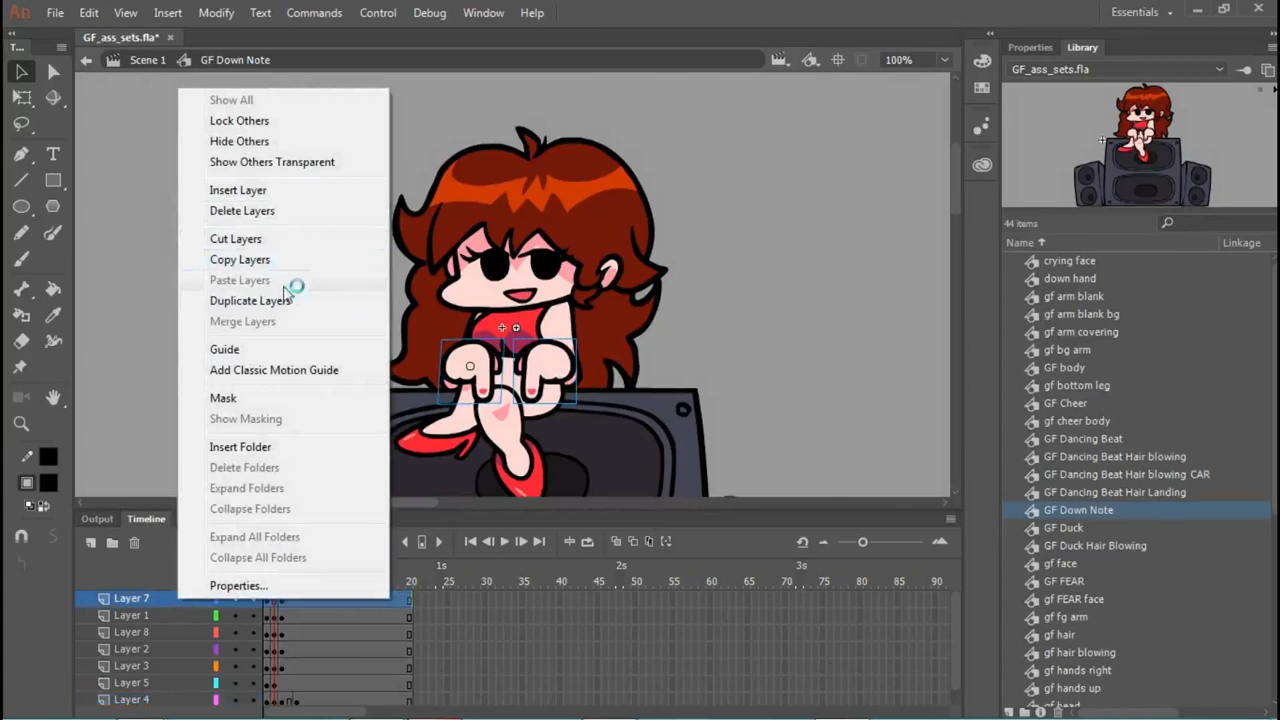 An File Edit View Insert Modify Text Commands Control Debug Window Help Essentials
GF_ass_sets.fla* ×
Scene 1 GF Down Note 100%
T...
Properties Library
GF_ass_sets.fla
44 items
Name Linkage
crying face
down hand
gf arm blank
gf arm blank bg
gf arm covering
gf bg arm
GF body
gf bottom leg
GF Cheer
gf cheer body
GF Dancing Beat
GF Dancing Beat Hair blowing
GF Dancing Beat Hair blowing CAR
GF Dancing Beat Hair Landing
GF Down Note
GF Duck
GF Duck Hair Blowing
gf face
GF FEAR
gf FEAR face
gf fg arm
gf hair
gf hair blowing
gf hands right
gf hands up
gf head
Show All
Lock Others
Hide Others
Show Others Transparent
Insert Layer
Delete Layers
Cut Layers
Copy Layers
Paste Layers
Duplicate Layers
Merge Layers
Guide
Add Classic Motion Guide
Mask
Show Masking
Insert Folder
Delete Folders
Expand Folders
Collapse Folders
Expand All Folders
Collapse All Folders
Properties...
Output Timeline
1s 2s 3s
20 25 30 35 40 45 50 55 60 65 70 75 80 85 90
Layer 7
Layer 1
Layer 8
Layer 2
Layer 3
Layer 5
Layer 4